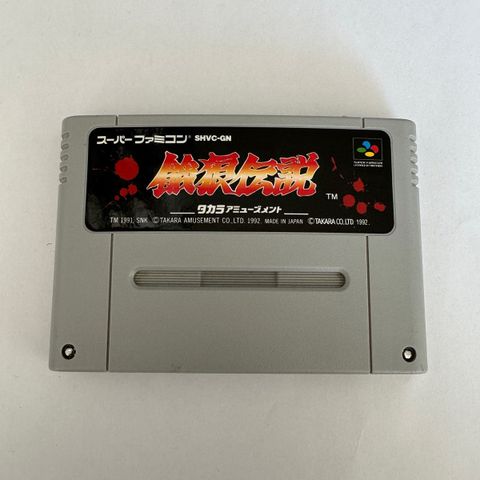 スーパーファミコン SHVC-GN
餓狼伝説
TM
タカラアミューズメント
TM 1991, SNK. ©TAKARA AMUSEMENT CO., LTD. 1992. MADE IN JAPAN ©TAKARA CO., LTD 1992.